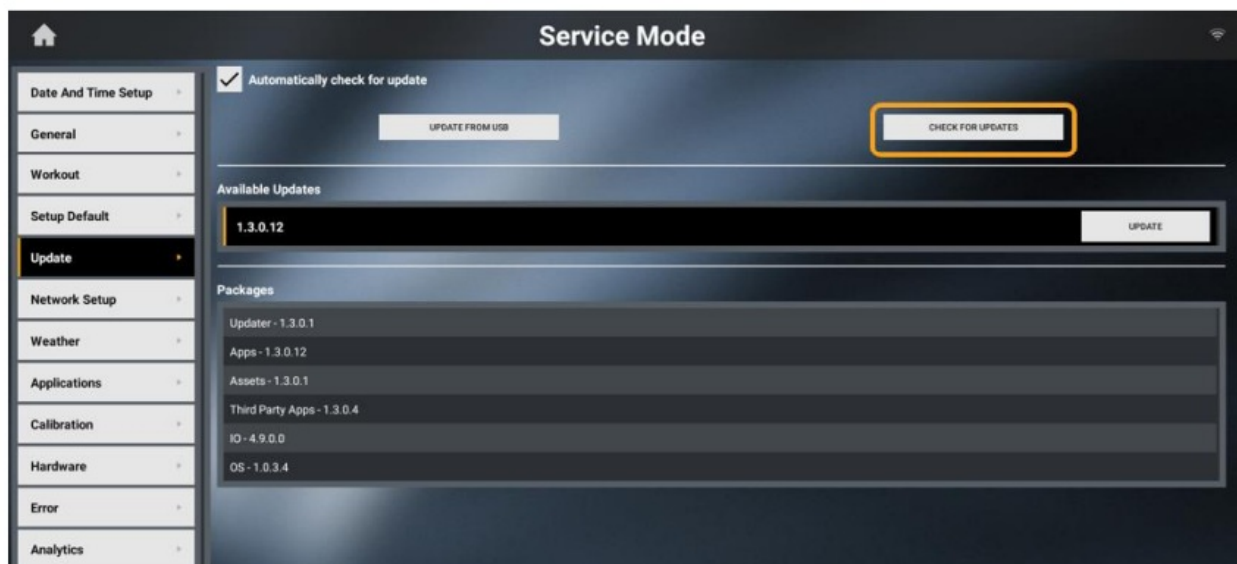 Service Mode
Date And Time Setup
General
Workout
Setup Default
Update
Network Setup
Weather
Applications
Calibration
Hardware
Error
Analytics
Automatically check for update
UPDATE FROM USB
CHECK FOR UPDATES
Available Updates
1.3.0.12
UPDATE
Packages
Updater - 1.3.0.1
Apps - 1.3.0.12
Assets - 1.3.0.1
Third Party Apps - 1.3.0.4
IO - 4.9.0.0
OS - 1.0.3.4